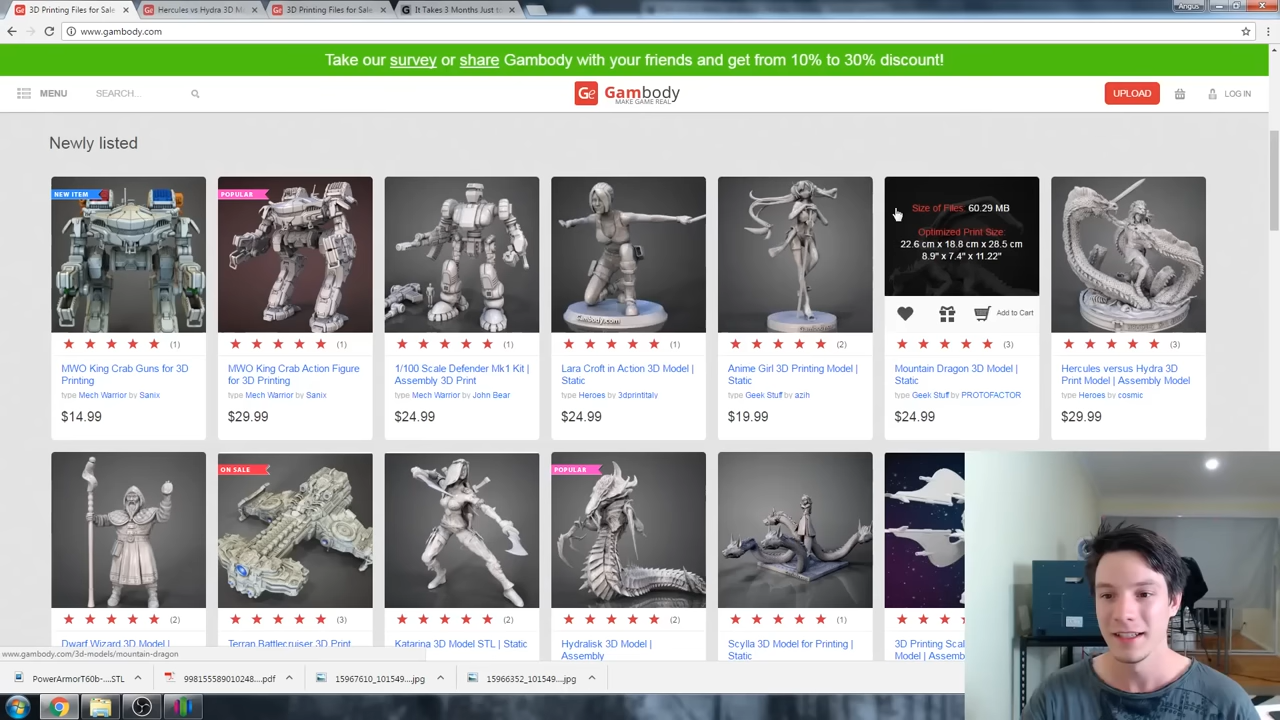 3D Printing Files for Sale
Hercules vs Hydra 3D M
3D Printing Files for Sale
It Takes 3 Months Just to
Angus
www.gambody.com
Take our survey or share Gambody with your friends and get from 10% to 30% discount!
MENU
SEARCH...
Ge Gambody
MAKE GAME REAL
UPLOAD
LOG IN
Newly listed
NEW ITEM
POPULAR
Gambody.com
Size of Files: 60.29 MB
Optimized Print Size:
22.6 cm x 18.8 cm x 28.5 cm
8.9" x 7.4" x 11.22"
Add to Cart
(1)
(1)
(1)
(1)
(2)
(3)
(3)
MWO King Crab Guns for 3D
Printing
type Mech Warrior by Sanix
$14.99
MWO King Crab Action Figure
for 3D Printing
type Mech Warrior by Sanix
$29.99
1/100 Scale Defender Mk1 Kit |
Assembly 3D Print
type Mech Warrior by John Bear
$24.99
Lara Croft in Action 3D Model |
Static
type Heroes by 3dprintitaly
$24.99
Anime Girl 3D Printing Model |
Static
type Geek Stuff by azih
$19.99
Mountain Dragon 3D Model |
Static
type Geek Stuff by PROTOFACTOR
$24.99
Hercules versus Hydra 3D
Print Model | Assembly Model
type Heroes by cosmic
$29.99
ON SALE
POPULAR
(2)
(3)
(2)
(2)
(1)
Dwarf Wizard 3D Model |
Terran Battlecruiser 3D Print
Katarina 3D Model STL | Static
Hydralisk 3D Model |
Assembly
Scylla 3D Model for Printing |
Static
3D Printing Scal
Model | Assem
www.gambody.com/3d-models/mountain-dragon
PowerArmorT60b-....STL
99815558901024​8...pdf
15967610_101549...jpg
15966352_101549...jpg